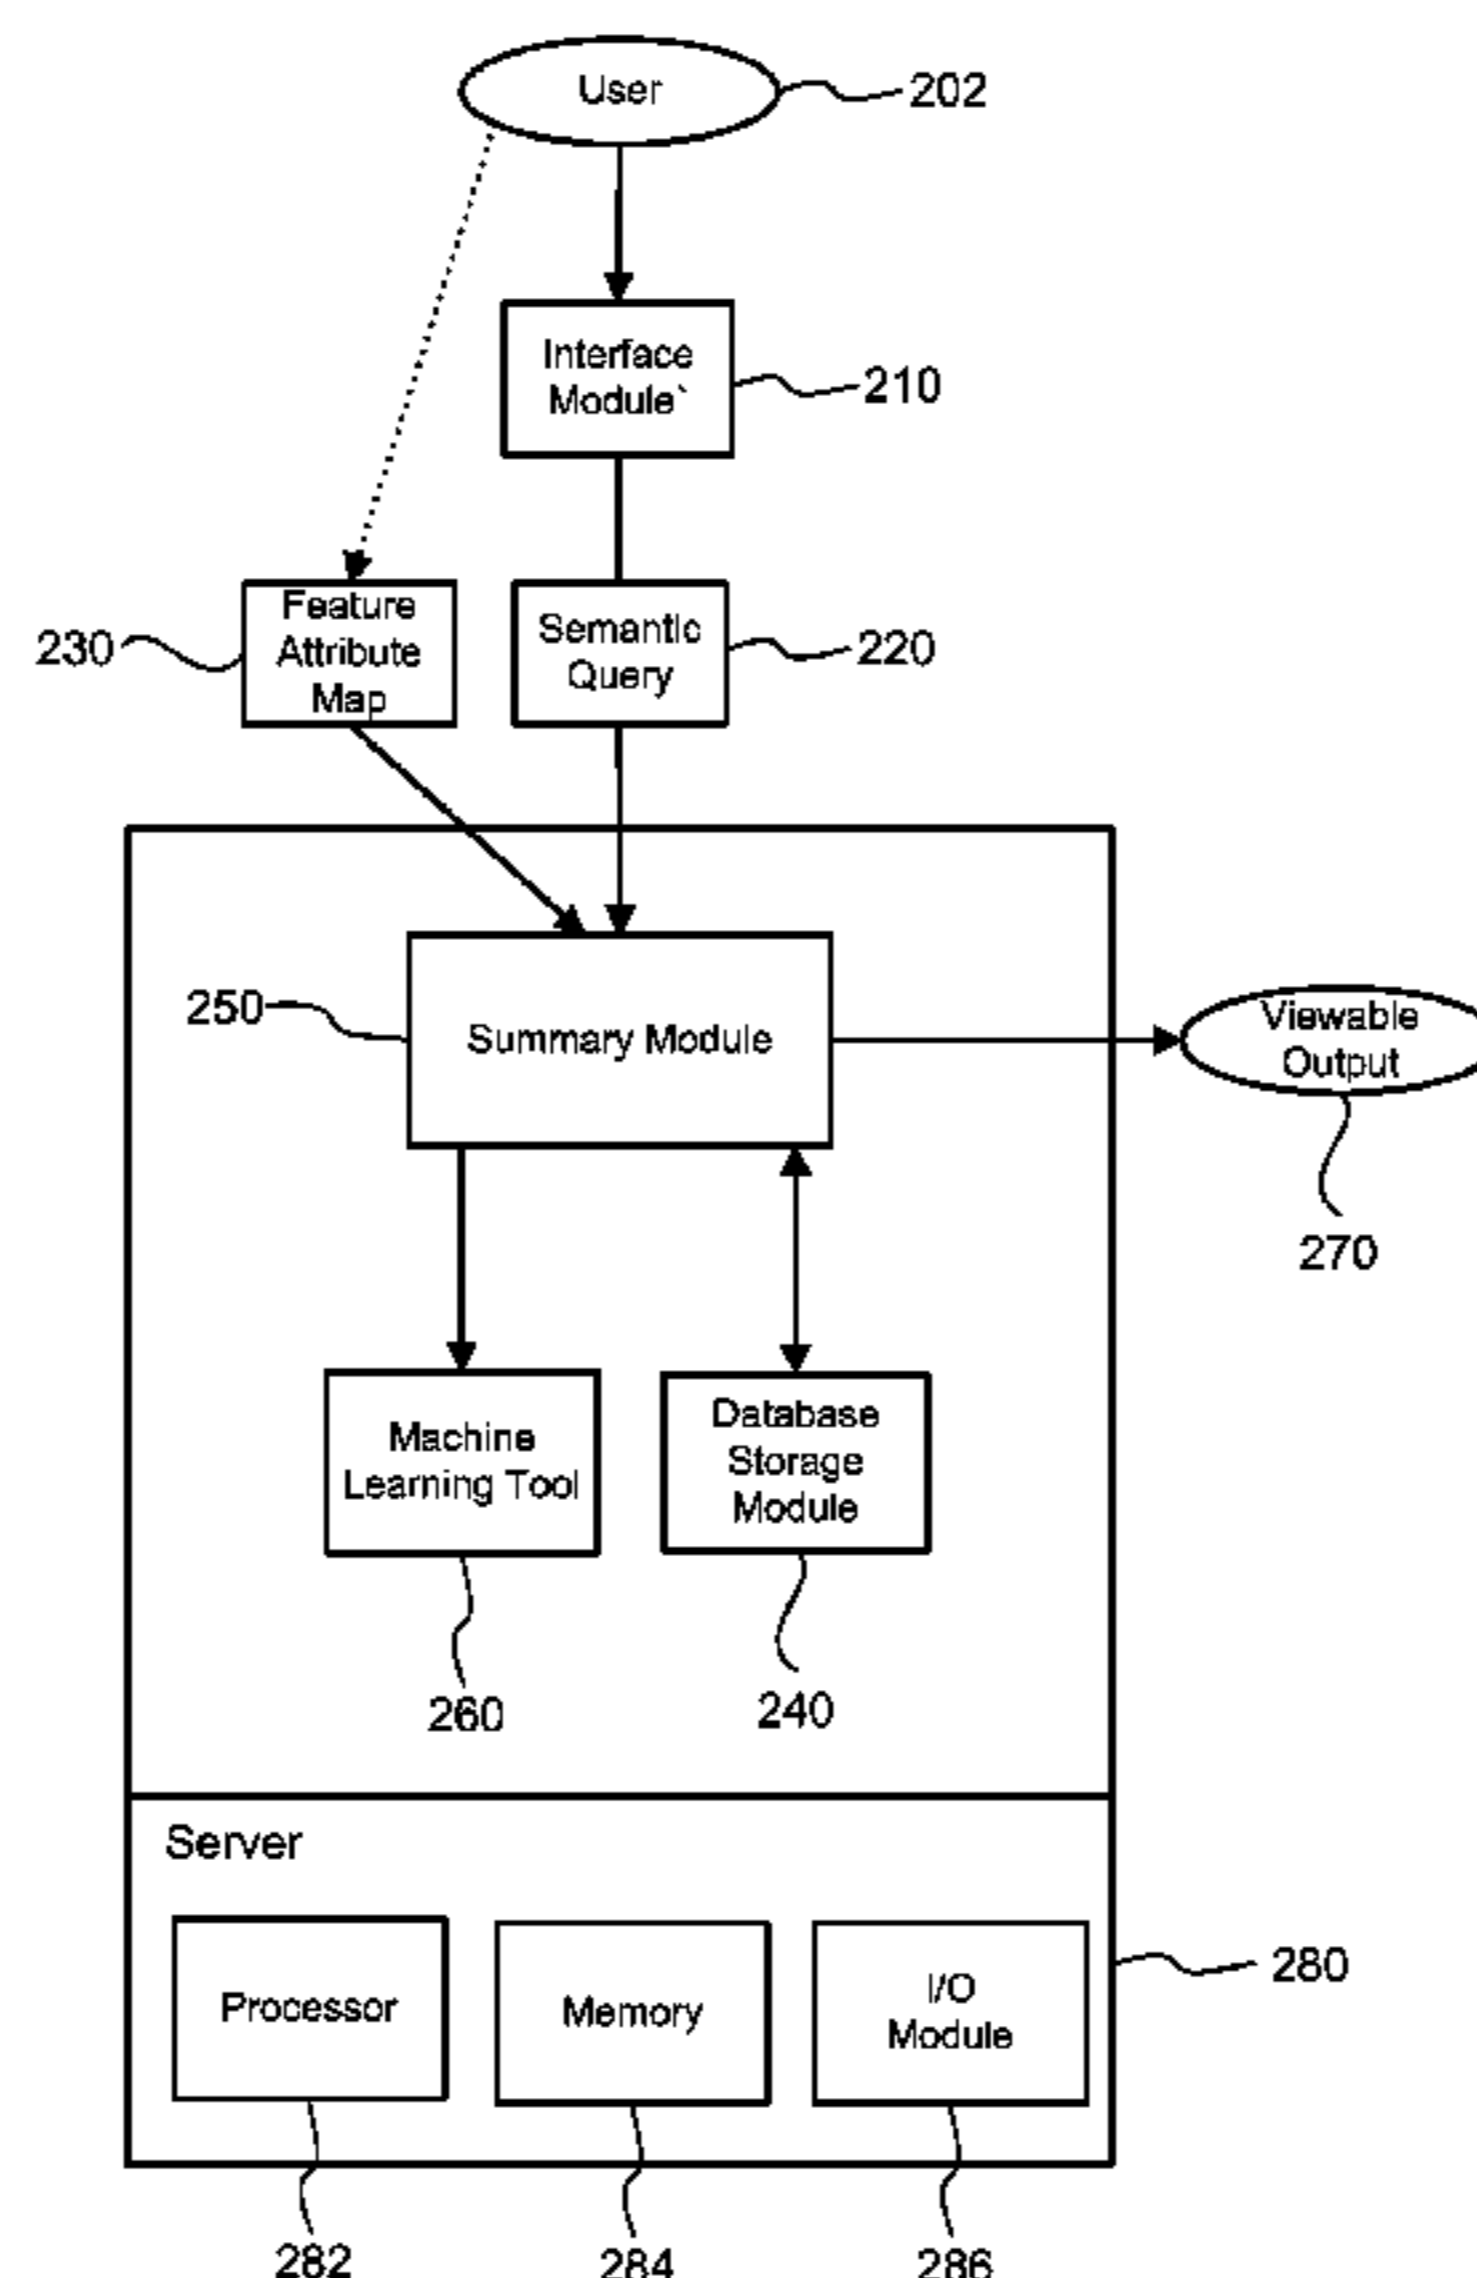 User
202
Interface
Module`
210
Feature
Attribute
Map
230
Semantic
Query
220
250
Summary Module
Viewable
Output
270
Machine
Learning Tool
Database
Storage
Module
260
240
Server
Processor
Memory
I/O
Module
280
282
284
286